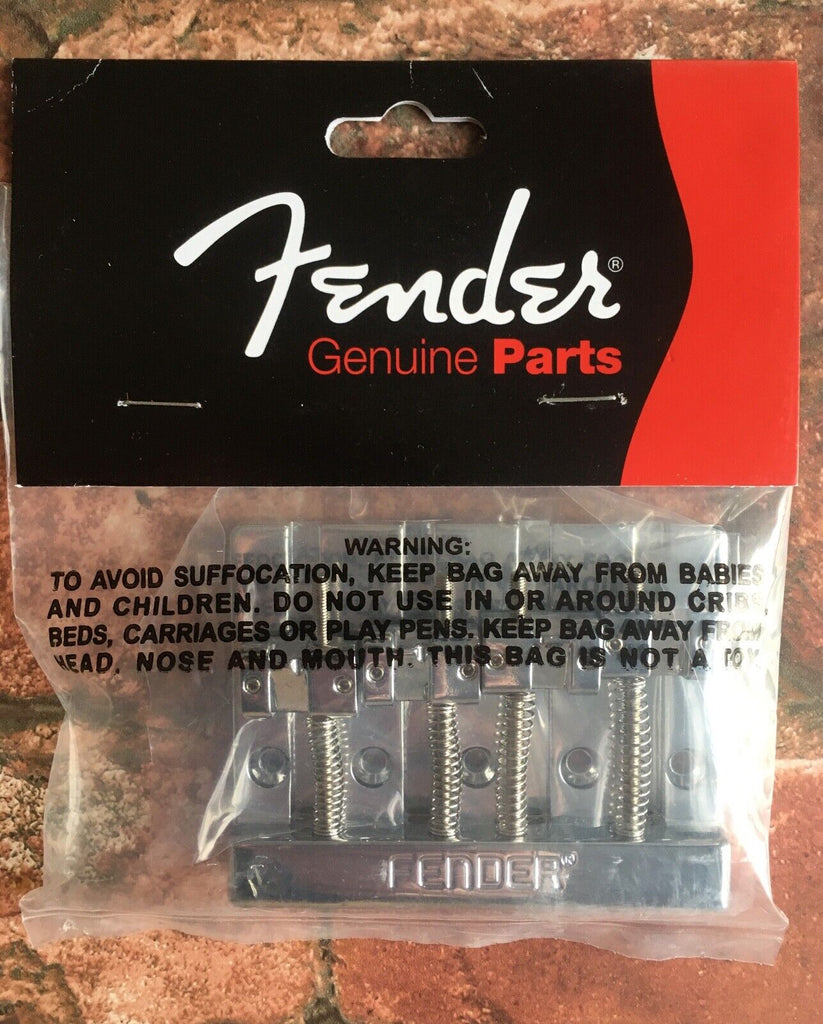 Fender®
Genuine Parts
WARNING:
TO AVOID SUFFOCATION, KEEP BAG AWAY FROM BABIES
AND CHILDREN. DO NOT USE IN OR AROUND CRIBS,
BEDS, CARRIAGES OR PLAY PENS. KEEP BAG AWAY FROM
HEAD, NOSE AND MOUTH. THIS BAG IS NOT A TOY.
FENDER®